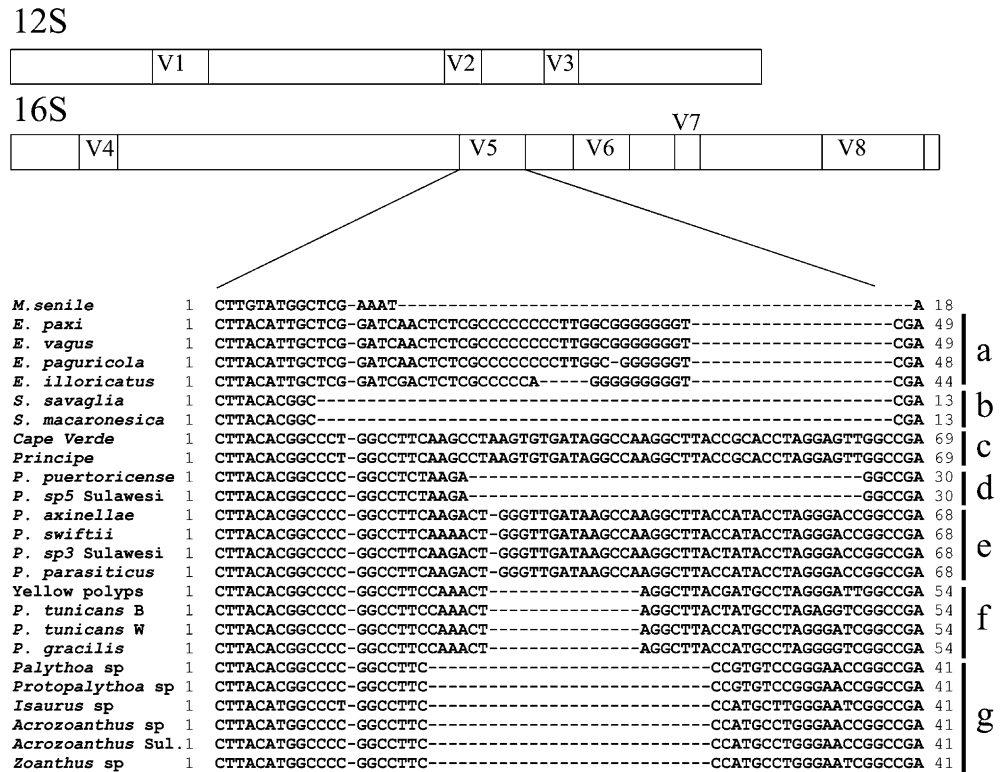 12S
V1 V2 V3
16S
V4 V5 V6 V7 V8
M.senile 1 CTTGTATGGCTCG-AAAT---------------------------------------------------A 18
E. paxi 1 CTTACATTGCTCG-GATCAACTCTCGCCCCCCCCTTGGCGGGGGGGT--------------------CGA 49
E. vagus 1 CTTACATTGCTCG-GATCAACTCTCGCCCCCCCCTTGGCGGGGGGGT--------------------CGA 49
E. paguricola 1 CTTACATTGCTCG-GATCAACTCTCGCCCCCCCCTTGGC-GGGGGGT--------------------CGA 48
E. illoricatus 1 CTTACATTGCTCG-GATCGACTCTCGCCCCCA-----GGGGGGGGGT--------------------CGA 44
a
S. savaglia 1 CTTACACGGC---------------------------------------------------------CGA 13
S. macaronesica 1 CTTACACGGC---------------------------------------------------------CGA 13
b
Cape Verde 1 CTTACACGGCCCT-GGCCTTCAAGCCTAAGTGTGATAGGCCAAGGCTTACCGCACCTAGGAGTTGGCCGA 69
Principe 1 CTTACACGGCCCT-GGCCTTCAAGCCTAAGTGTGATAGGCCAAGGCTTACCGCACCTAGGAGTTGGCCGA 69
c
P. puertoricense 1 CTTACACGGCCCC-GGCCTCTAAGA---------------------------------------GGCCGA 30
P. sp5 Sulawesi 1 CTTACACGGCCCC-GGCCTCTAAGA---------------------------------------GGCCGA 30
d
P. axinellae 1 CTTACACGGCCCC-GGCCTTCAAGACT-GGGTTGATAAGCCAAGGCTTACCATACCTAGGGACCGGCCGA 68
P. swiftii 1 CTTACACGGCCCC-GGCCTTCAAAACT-GGGTTGATAAGCCAAGGCTTACCATACCTAGGGACCGGCCGA 68
P. sp3 Sulawesi 1 CTTACACGGCCCC-GGCCTTCAAGACT-GGGTTGATAAGCCAAGGCTTACTATACCTAGGGACCGGCCGA 68
P. parasiticus 1 CTTACACGGCCCC-GGCCTTCAAGACT-GGGTTGATAAGCCAAGGCTTACCATACCTAGGGACCGGCCGA 68
e
Yellow polyps 1 CTTACACGGCCCC-GGCCTTCCAAACT---------------AGGCTTACGATGCCTAGGGATTGGCCGA 54
P. tunicans B 1 CTTACACGGCCCC-GGCCTTCCAAACT---------------AGGCTTACTATGCCTAGAGGTCGGCCGA 54
P. tunicans W 1 CTTACACGGCCCC-GGCCTTCCAAACT---------------AGGCTTACCATGCCTAGGGATCGGCCGA 54
P. gracilis 1 CTTACACGGCCCC-GGCCTTCCAAACT---------------AGGCTTACCATGCCTAGGGGTCGGCCGA 54
f
Palythoa sp 1 CTTACACGGCCCC-GGCCTTC----------------------------CCGTGTCCGGGAACCGGCCGA 41
Protopalythoa sp 1 CTTACACGGCCCC-GGCCTTC----------------------------CCGTGTCCGGGAACCGGCCGA 41
Isaurus sp 1 CTTACATGGCCCT-GGCCTTC----------------------------CCATGCTTGGGAACCGGCCGA 41
Acrozoanthus sp 1 CTTACATGGCCCC-GGCCTTC----------------------------CCATGCCTGGGAACCGGCCGA 41
Acrozoanthus Sul. 1 CTTACATGGCCCC-GGCCTTC----------------------------CCATGCCTGGGAACCGGCCGA 41
Zoanthus sp 1 CTTACATGGCCCC-GGCCTTC----------------------------CCATGCCTGGGAATCGGCCGA 41
g